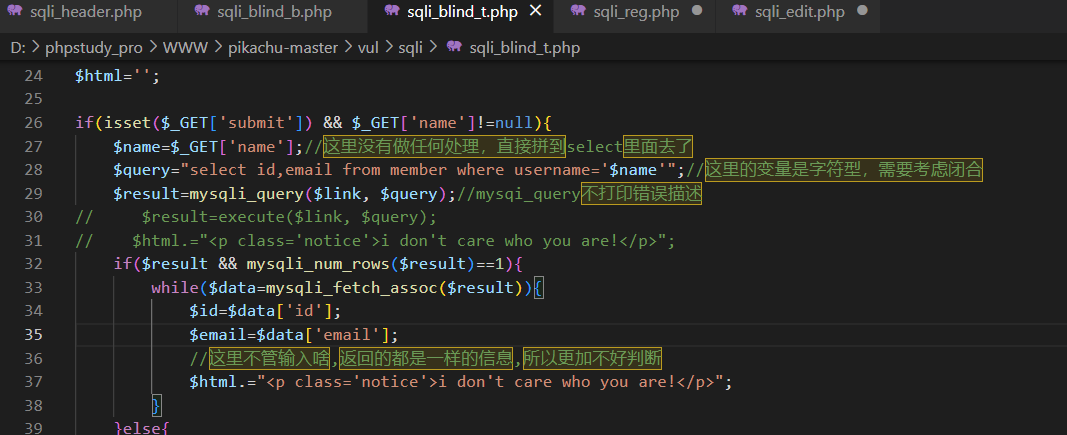 sqli_header.php sqli_blind_b.php sqli_blind_t.php sqli_reg.php sqli_edit.php
D: > phpstudy_pro > WWW > pikachu-master > vul > sqli > sqli_blind_t.php
24 $html='';
25
26 if(isset($_GET['submit']) && $_GET['name']!=null){
27 $name=$_GET['name'];//这里没有做任何处理，直接拼到select里面去了
28 $query="select id,email from member where username='$name'";//这里的变量是字符型，需要考虑闭合
29 $result=mysqli_query($link, $query);//mysqi_query不打印错误描述
30 // $result=execute($link, $query);
31 // $html.="<p class='notice'>i don't care who you are!</p>";
32 if($result && mysqli_num_rows($result)==1){
33 while($data=mysqli_fetch_assoc($result)){
34 $id=$data['id'];
35 $email=$data['email'];
36 //这里不管输入啥,返回的都是一样的信息,所以更加不好判断
37 $html.="<p class='notice'>i don't care who you are!</p>";
38 }
39 }else{